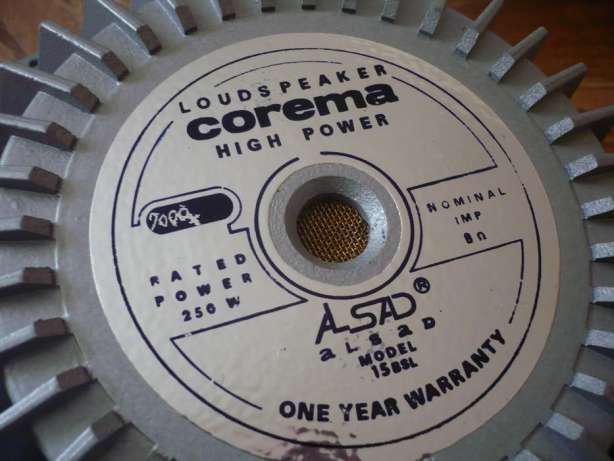 LOUDSPEAKER
corema
HIGH POWER
RATED
POWER
250 W
NOMINAL
IMP
8Ω
ALSAD®
alsad
MODEL
15BSL
ONE YEAR WARRANTY